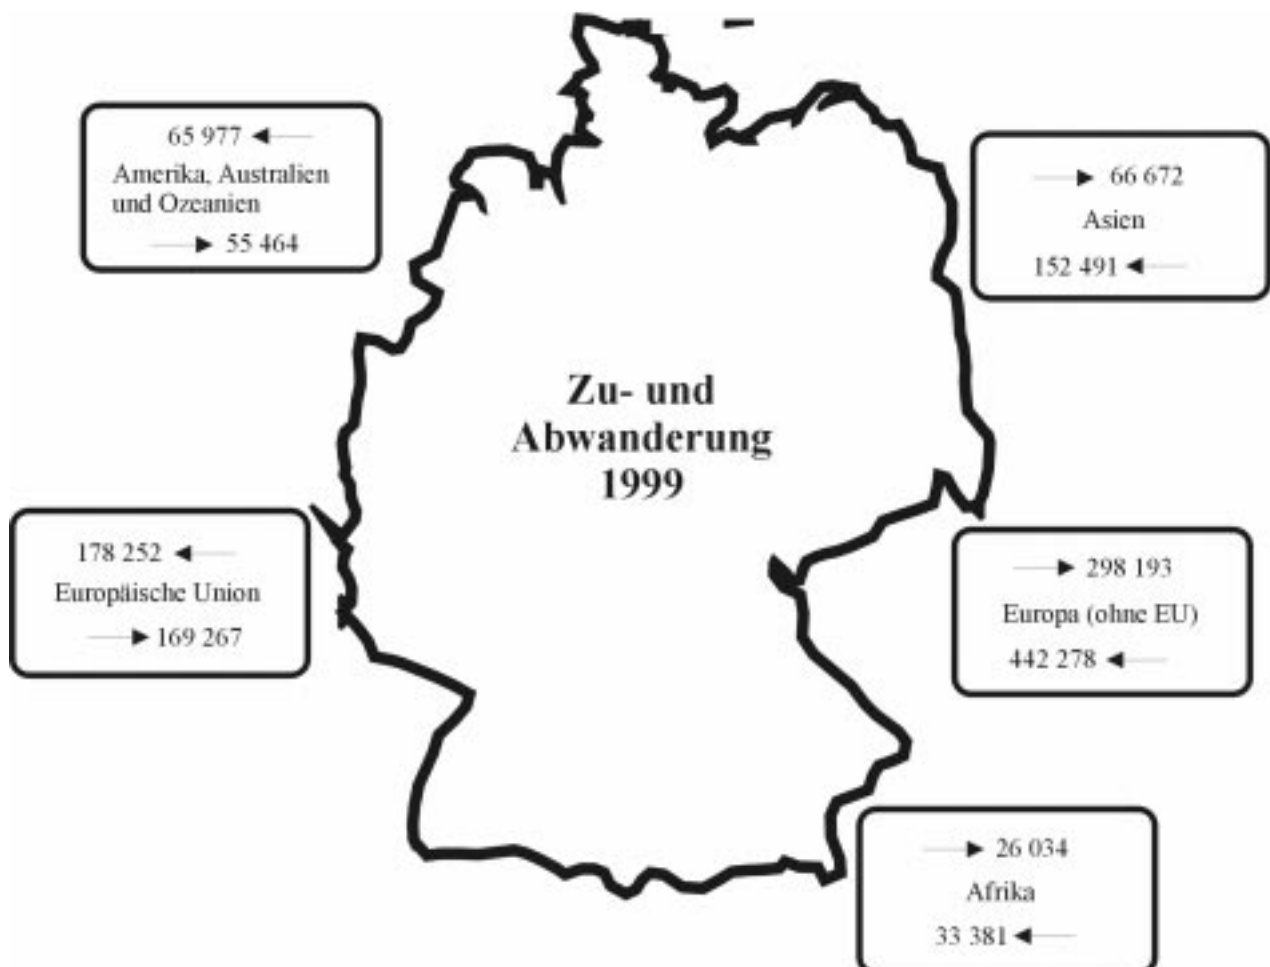 65 977
Amerika, Australien
und Ozeanien
55 464
66 672
Asien
152 491
Zu- und
Abwanderung
1999
178 252
Europäische Union
169 267
298 193
Europa (ohne EU)
442 278
26 034
Afrika
33 381